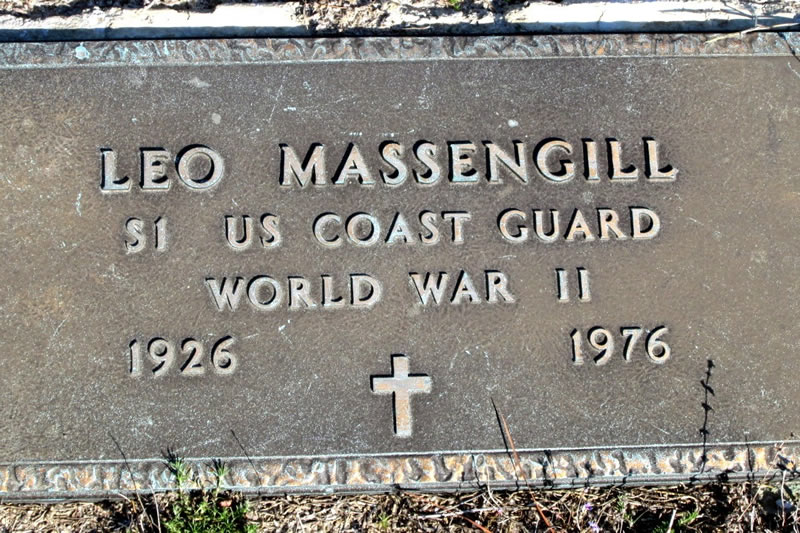 LEO MASSENGILL
S1 US COAST GUARD
WORLD WAR II
1926 1976